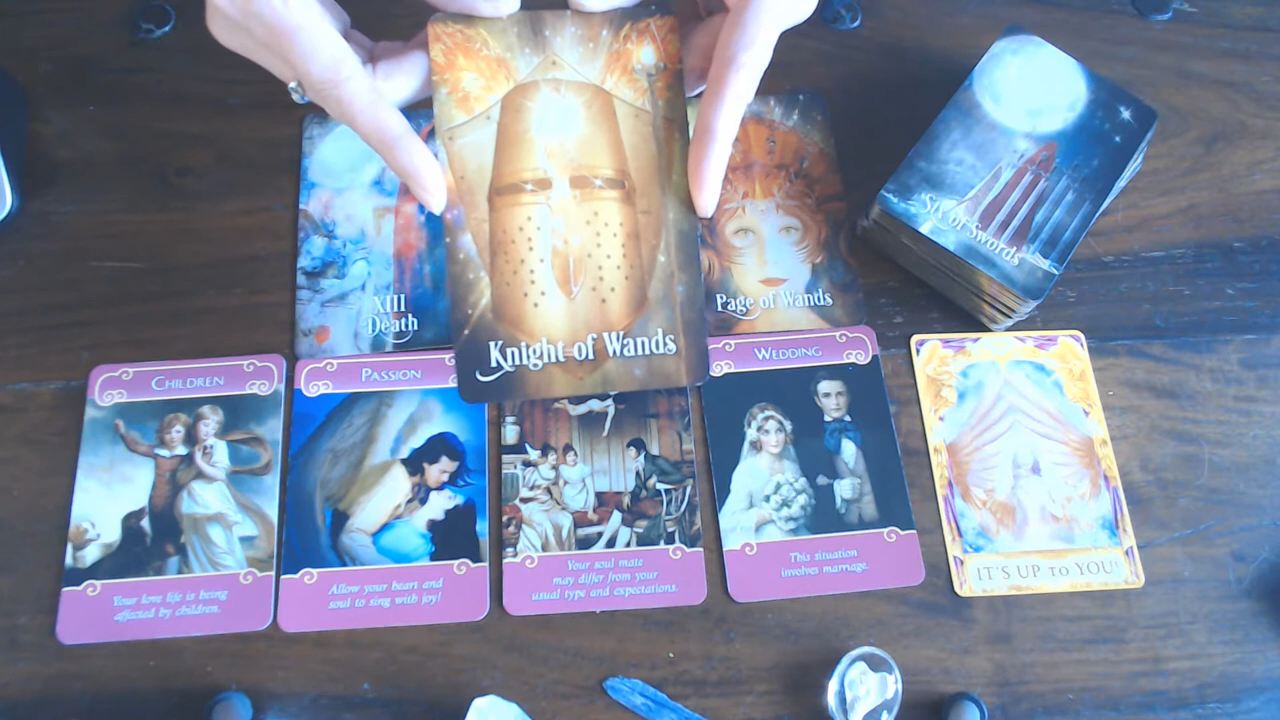 Six of Swords
XIII
Death
Knight of Wands
Page of Wands
CHILDREN
Your love life is being
affected by children.
PASSION
Allow your heart and
soul to sing with joy!
Your soul mate
may differ from your
usual type and expectations.
WEDDING
This situation
involves marriage.
IT'S UP to YOU!